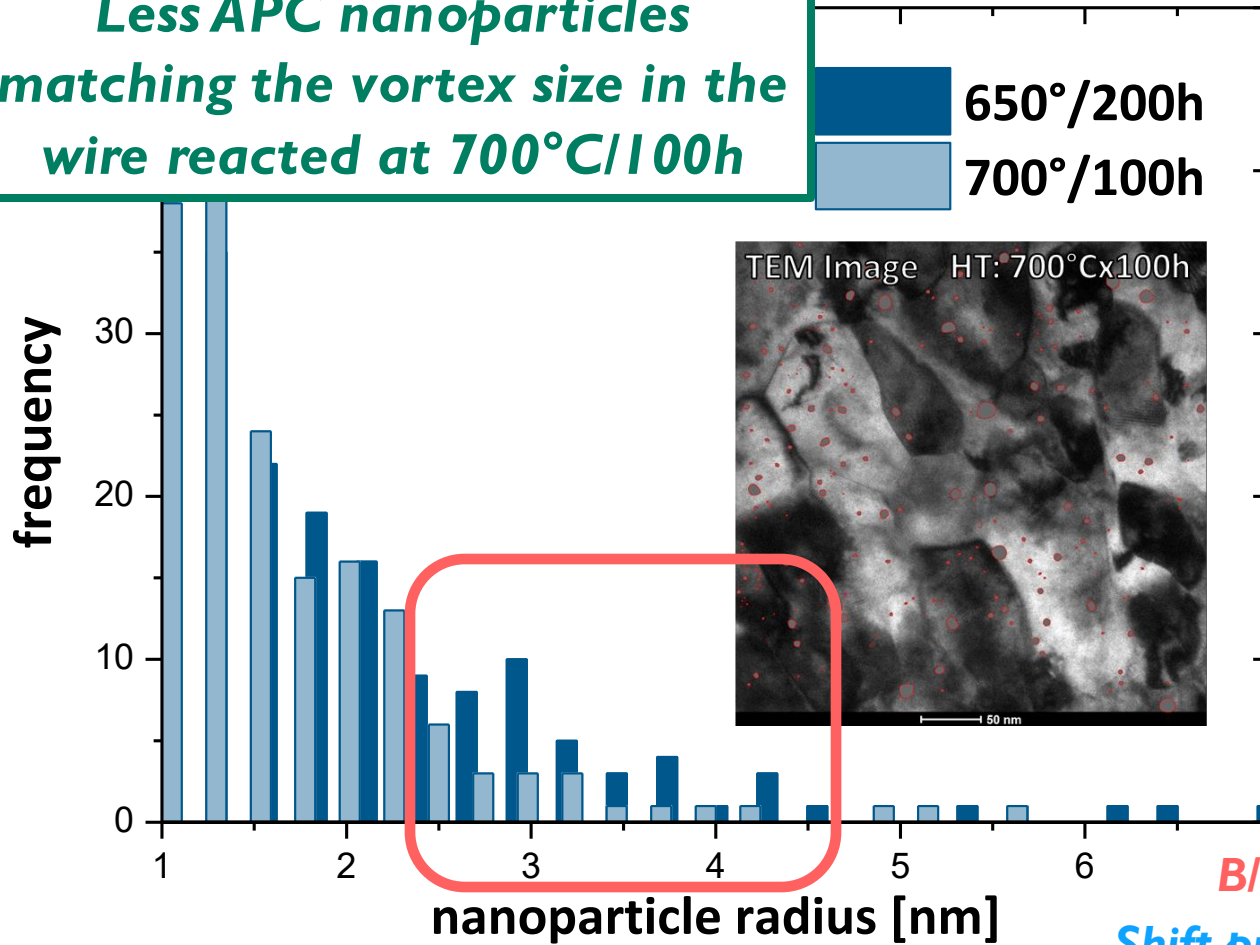 Less APC nanoparticles
matching the vortex size in the
wire reacted at 700°C/100h
650°/200h
700°/100h
TEM Image HT: 700°Cx100h
50 nm
frequency
30
20
10
0
1 2 3 4 5 6
nanoparticle radius [nm]
B/
Shift